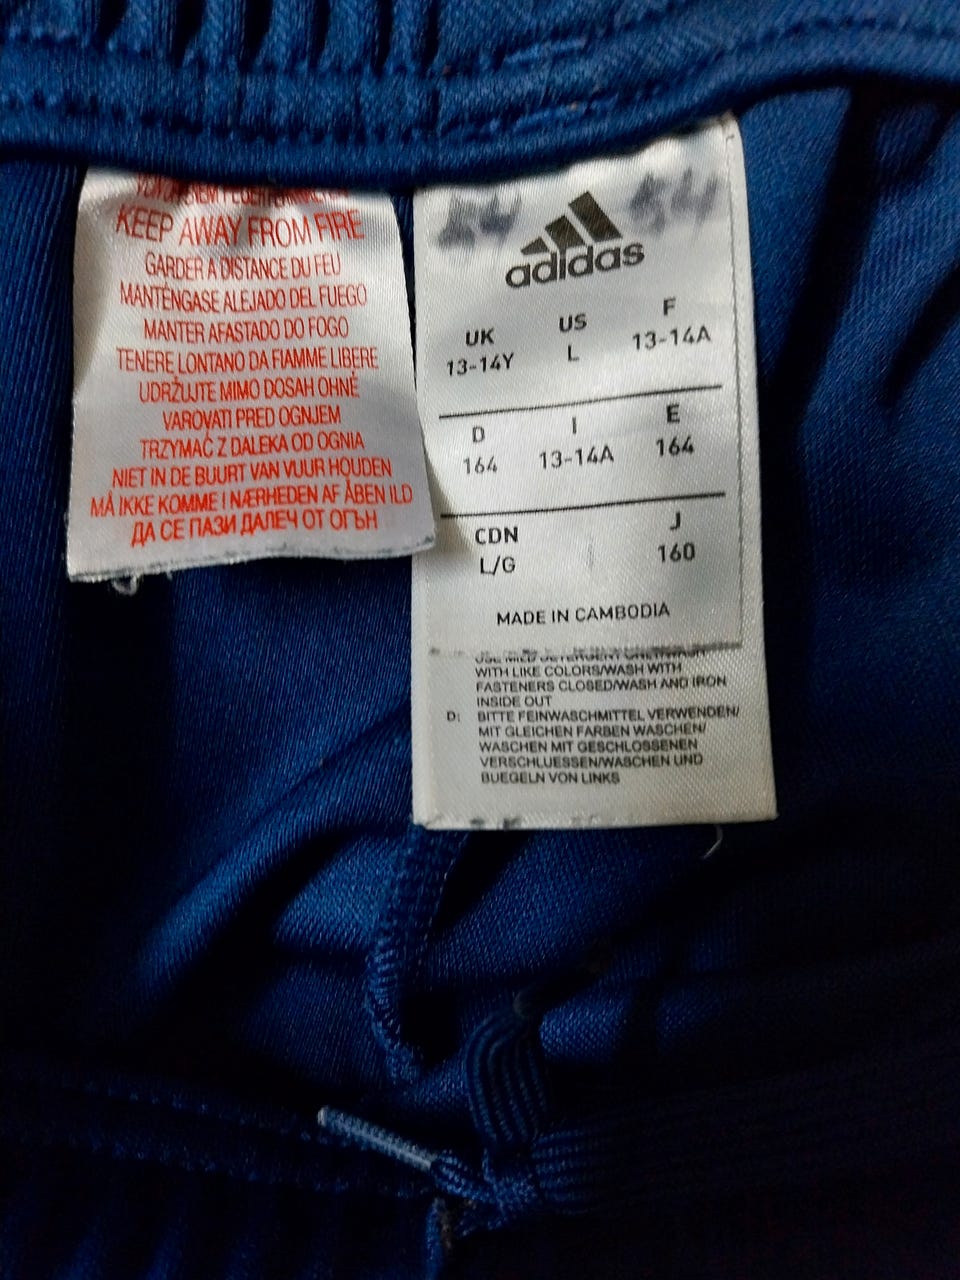 KEEP AWAY FROM FIRE
GARDER A DISTANCE DU FEU
MANTÉNGASE ALEJADO DEL FUEGO
MANTER AFASTADO DO FOGO
TENERE LONTANO DA FIAMME LIBERE
UDRŽUJTE MIMO DOSAH OHNĚ
VAROVATI PRED OGNJEM
TRZYMAĆ Z DALEKA OD OGNIA
NIET IN DE BUURT VAN VUUR HOUDEN
MÅ IKKE KOMME I NÆRHEDEN AF ÅBEN ILD
ДА СЕ ПАЗИ ДАЛЕЧ ОТ ОГЪН
adidas
UK US F
13-14Y L 13-14A
D I E
164 13-14A 164
CDN J
L/G 160
MADE IN CAMBODIA
USE MILD DETERGENT ONLY/WASH
WITH LIKE COLORS/WASH WITH
FASTENERS CLOSED/WASH AND IRON
INSIDE OUT
D: BITTE FEINWASCHMITTEL VERWENDEN/
MIT GLEICHEN FARBEN WASCHEN/
WASCHEN MIT GESCHLOSSENEN
VERSCHLUESSEN/WASCHEN UND
BUEGELN VON LINKS